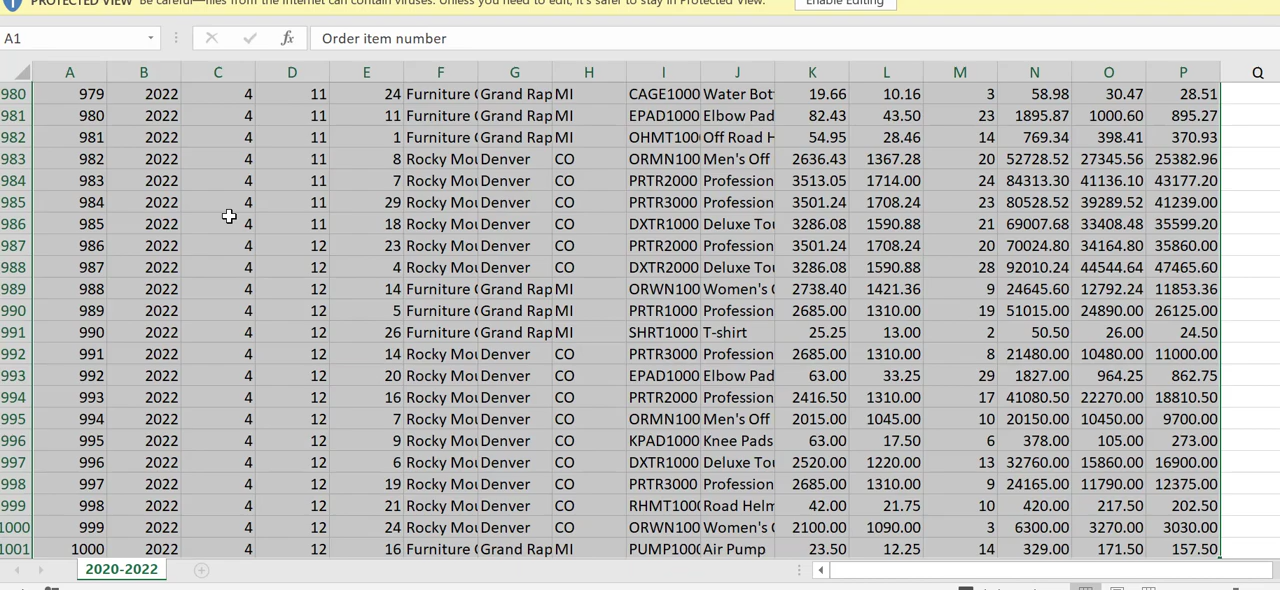 PROTECTED VIEW Be careful—files from the Internet can contain viruses. Unless you need to edit, it's safer to stay in Protected View. Enable Editing
A1 fx Order item number
A B C D E F G H I J K L M N O P Q
980 979 2022 4 11 24 Furniture Grand Rap MI CAGE1000 Water Bot 19.66 10.16 3 58.98 30.47 28.51
981 980 2022 4 11 11 Furniture Grand Rap MI EPAD1000 Elbow Pad 82.43 43.50 23 1895.87 1000.60 895.27
982 981 2022 4 11 1 Furniture Grand Rap MI OHMT100 Off Road H 54.95 28.46 14 769.34 398.41 370.93
983 982 2022 4 11 8 Rocky Mou Denver CO ORMN100 Men's Off 2636.43 1367.28 20 52728.52 27345.56 25382.96
984 983 2022 4 11 7 Rocky Mou Denver CO PRTR2000 Profession 3513.05 1714.00 24 84313.30 41136.10 43177.20
985 984 2022 4 11 29 Rocky Mou Denver CO PRTR3000 Profession 3501.24 1708.24 23 80528.52 39289.52 41239.00
986 985 2022 4 11 18 Rocky Mou Denver CO DXTR1000 Deluxe Tou 3286.08 1590.88 21 69007.68 33408.48 35599.20
987 986 2022 4 12 23 Rocky Mou Denver CO PRTR2000 Profession 3501.24 1708.24 20 70024.80 34164.80 35860.00
988 987 2022 4 12 4 Rocky Mou Denver CO DXTR2000 Deluxe Tou 3286.08 1590.88 28 92010.24 44544.64 47465.60
989 988 2022 4 12 14 Furniture Grand Rap MI ORWN100 Women's 2738.40 1421.36 9 24645.60 12792.24 11853.36
990 989 2022 4 12 5 Furniture Grand Rap MI PRTR1000 Profession 2685.00 1310.00 19 51015.00 24890.00 26125.00
991 990 2022 4 12 26 Furniture Grand Rap MI SHRT1000 T-shirt 25.25 13.00 2 50.50 26.00 24.50
992 991 2022 4 12 14 Rocky Mou Denver CO PRTR3000 Profession 2685.00 1310.00 8 21480.00 10480.00 11000.00
993 992 2022 4 12 20 Rocky Mou Denver CO EPAD1000 Elbow Pad 63.00 33.25 29 1827.00 964.25 862.75
994 993 2022 4 12 16 Rocky Mou Denver CO PRTR2000 Profession 2416.50 1310.00 17 41080.50 22270.00 18810.50
995 994 2022 4 12 7 Rocky Mou Denver CO ORMN100 Men's Off 2015.00 1045.00 10 20150.00 10450.00 9700.00
996 995 2022 4 12 9 Rocky Mou Denver CO KPAD1000 Knee Pads 63.00 17.50 6 378.00 105.00 273.00
997 996 2022 4 12 6 Rocky Mou Denver CO DXTR1000 Deluxe Tou 2520.00 1220.00 13 32760.00 15860.00 16900.00
998 997 2022 4 12 19 Rocky Mou Denver CO PRTR3000 Profession 2685.00 1310.00 9 24165.00 11790.00 12375.00
999 998 2022 4 12 21 Rocky Mou Denver CO RHMT100 Road Helm 42.00 21.75 10 420.00 217.50 202.50
1000 999 2022 4 12 24 Rocky Mou Denver CO ORWN100 Women's 2100.00 1090.00 3 6300.00 3270.00 3030.00
1001 1000 2022 4 12 16 Furniture Grand Rap MI PUMP1000 Air Pump 23.50 12.25 14 329.00 171.50 157.50
2020-2022